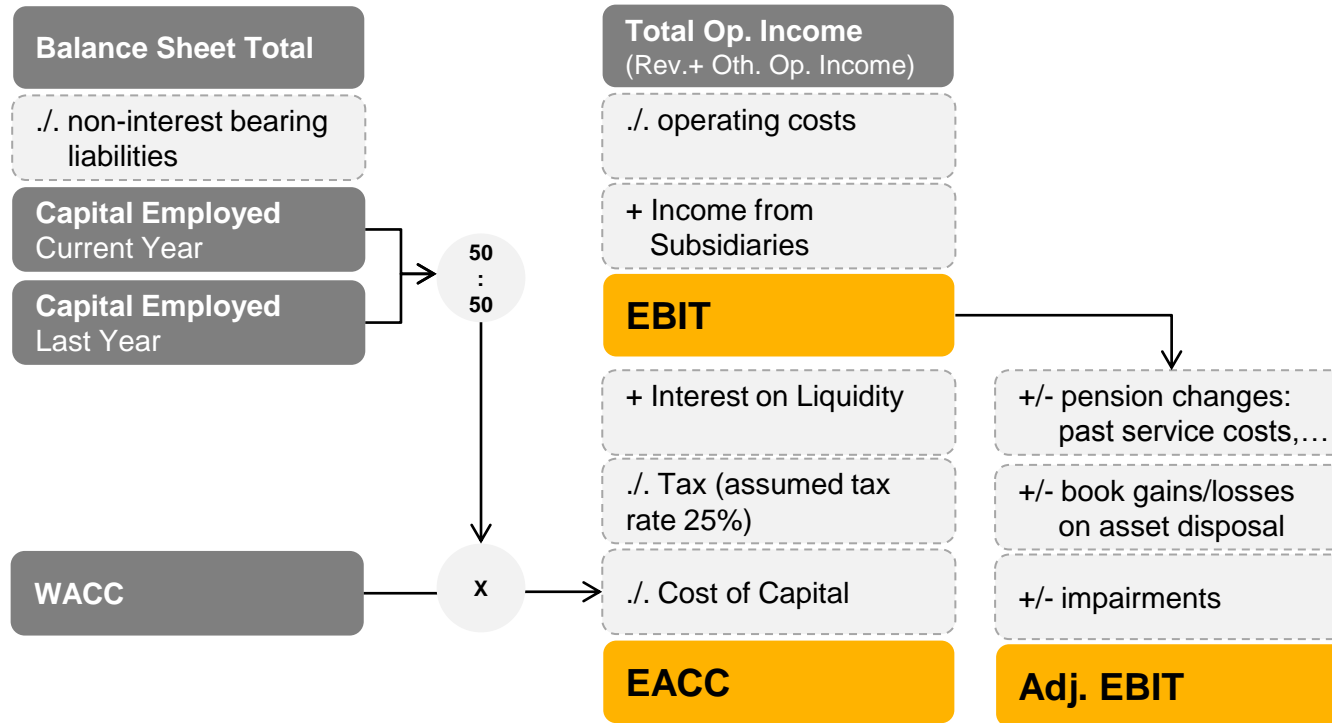 Balance Sheet Total
./. non-interest bearing
liabilities
Capital Employed
Current Year
Capital Employed
Last Year
50
:
50
WACC
X
Total Op. Income
(Rev.+ Oth. Op. Income)
./. operating costs
+ Income from
Subsidiaries
EBIT
+ Interest on Liquidity
./. Tax (assumed tax
rate 25%)
./. Cost of Capital
EACC
+/- pension changes:
past service costs,…
+/- book gains/losses
on asset disposal
+/- impairments
Adj. EBIT